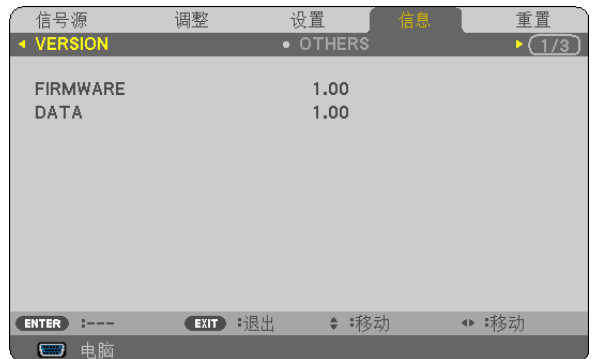 信号源 调整 设置 信息 重置
VERSION ● OTHERS 1/3
FIRMWARE 1.00
DATA 1.00
ENTER :--- EXIT :退出 :移动 :移动
电脑